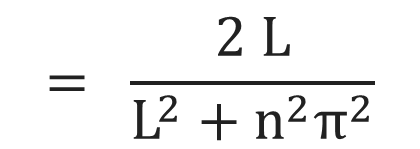 = 2 L / L² + n²π²